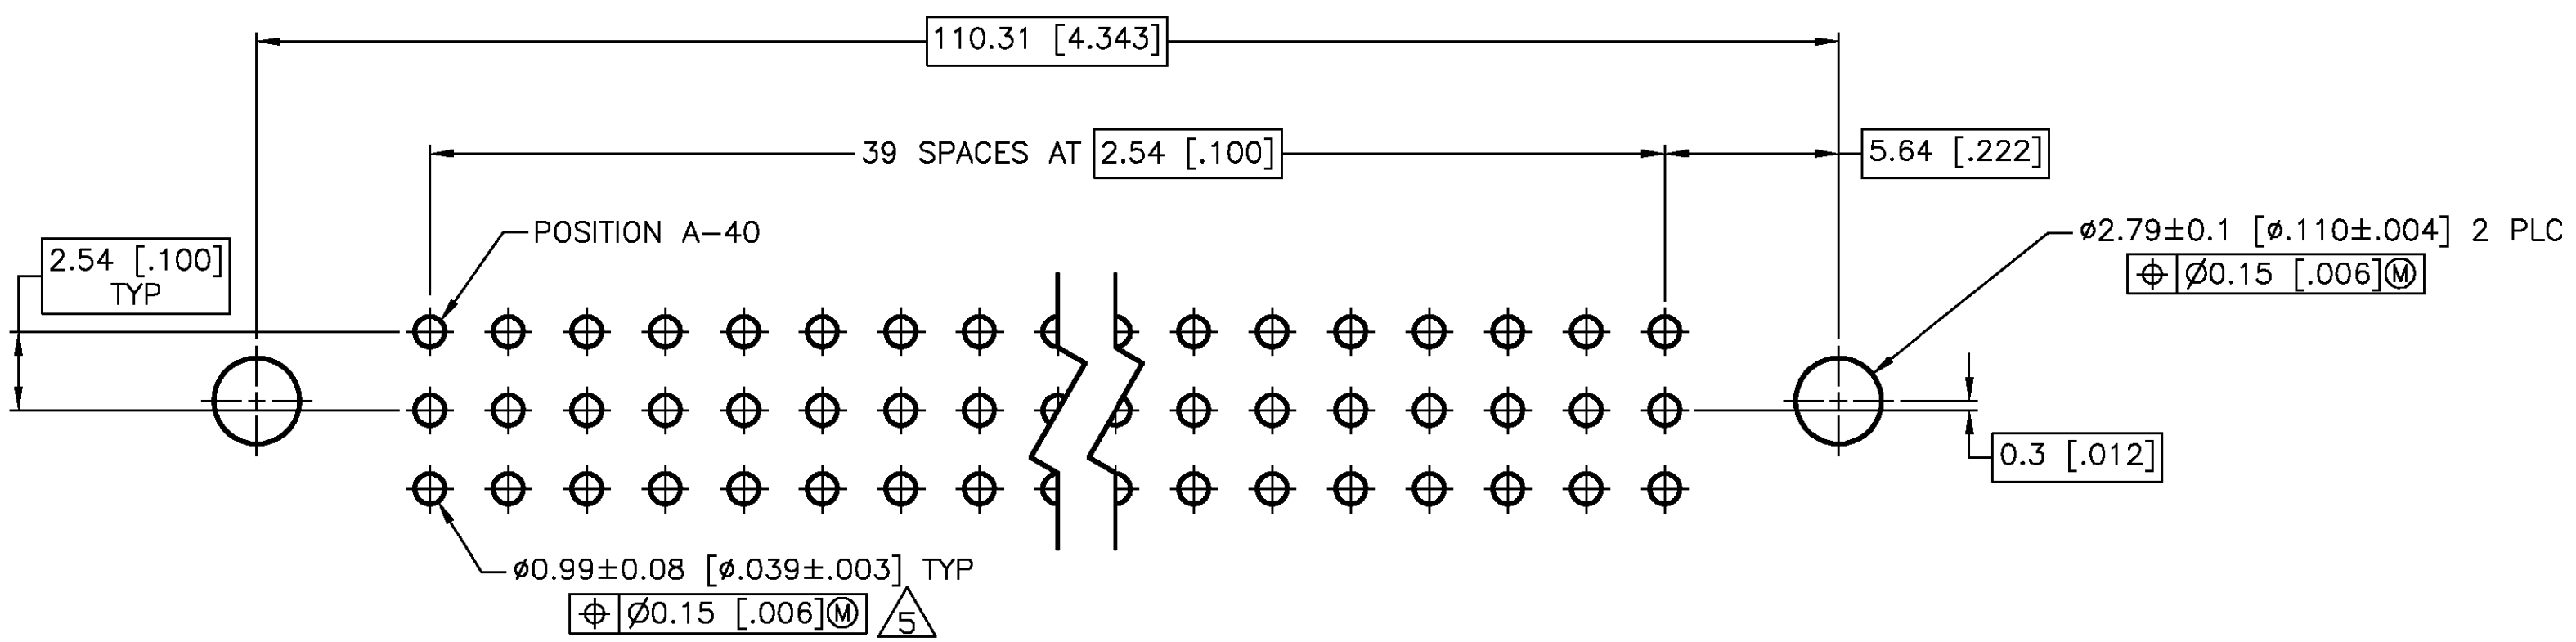 110.31 [4.343]
39 SPACES AT 2.54 [.100]
5.64 [.222]
POSITION A-40
2.54 [.100]
TYP
ø2.79±0.1 [ø.110±.004] 2 PLC
⌖ Ø0.15 [.006]Ⓜ
0.3 [.012]
ø0.99±0.08 [ø.039±.003] TYP
⌖ Ø0.15 [.006]Ⓜ 5